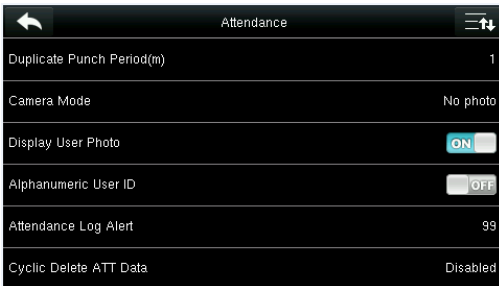 Attendance
Duplicate Punch Period(m) 1
Camera Mode No photo
Display User Photo ON
Alphanumeric User ID OFF
Attendance Log Alert 99
Cyclic Delete ATT Data Disabled